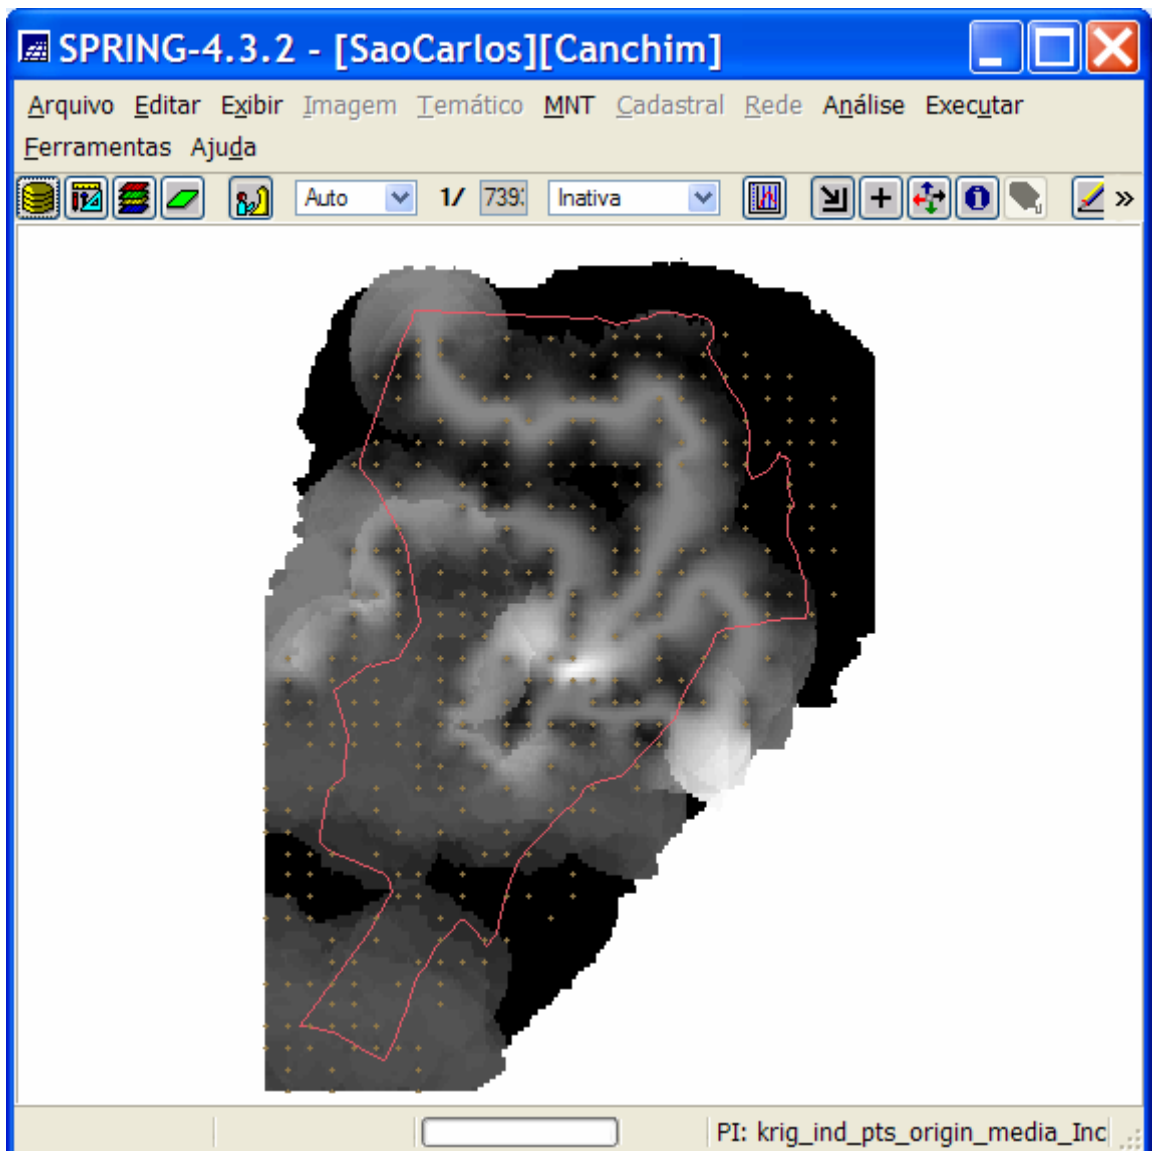 SPRING-4.3.2 - [SaoCarlos][Canchim]
Arquivo Editar Exibir Imagem Temático MNT Cadastral Rede Análise Executar
Ferramentas Ajuda
Auto 1/ 739 Inativa »
PI: krig_ind_pts_origin_media_Inc